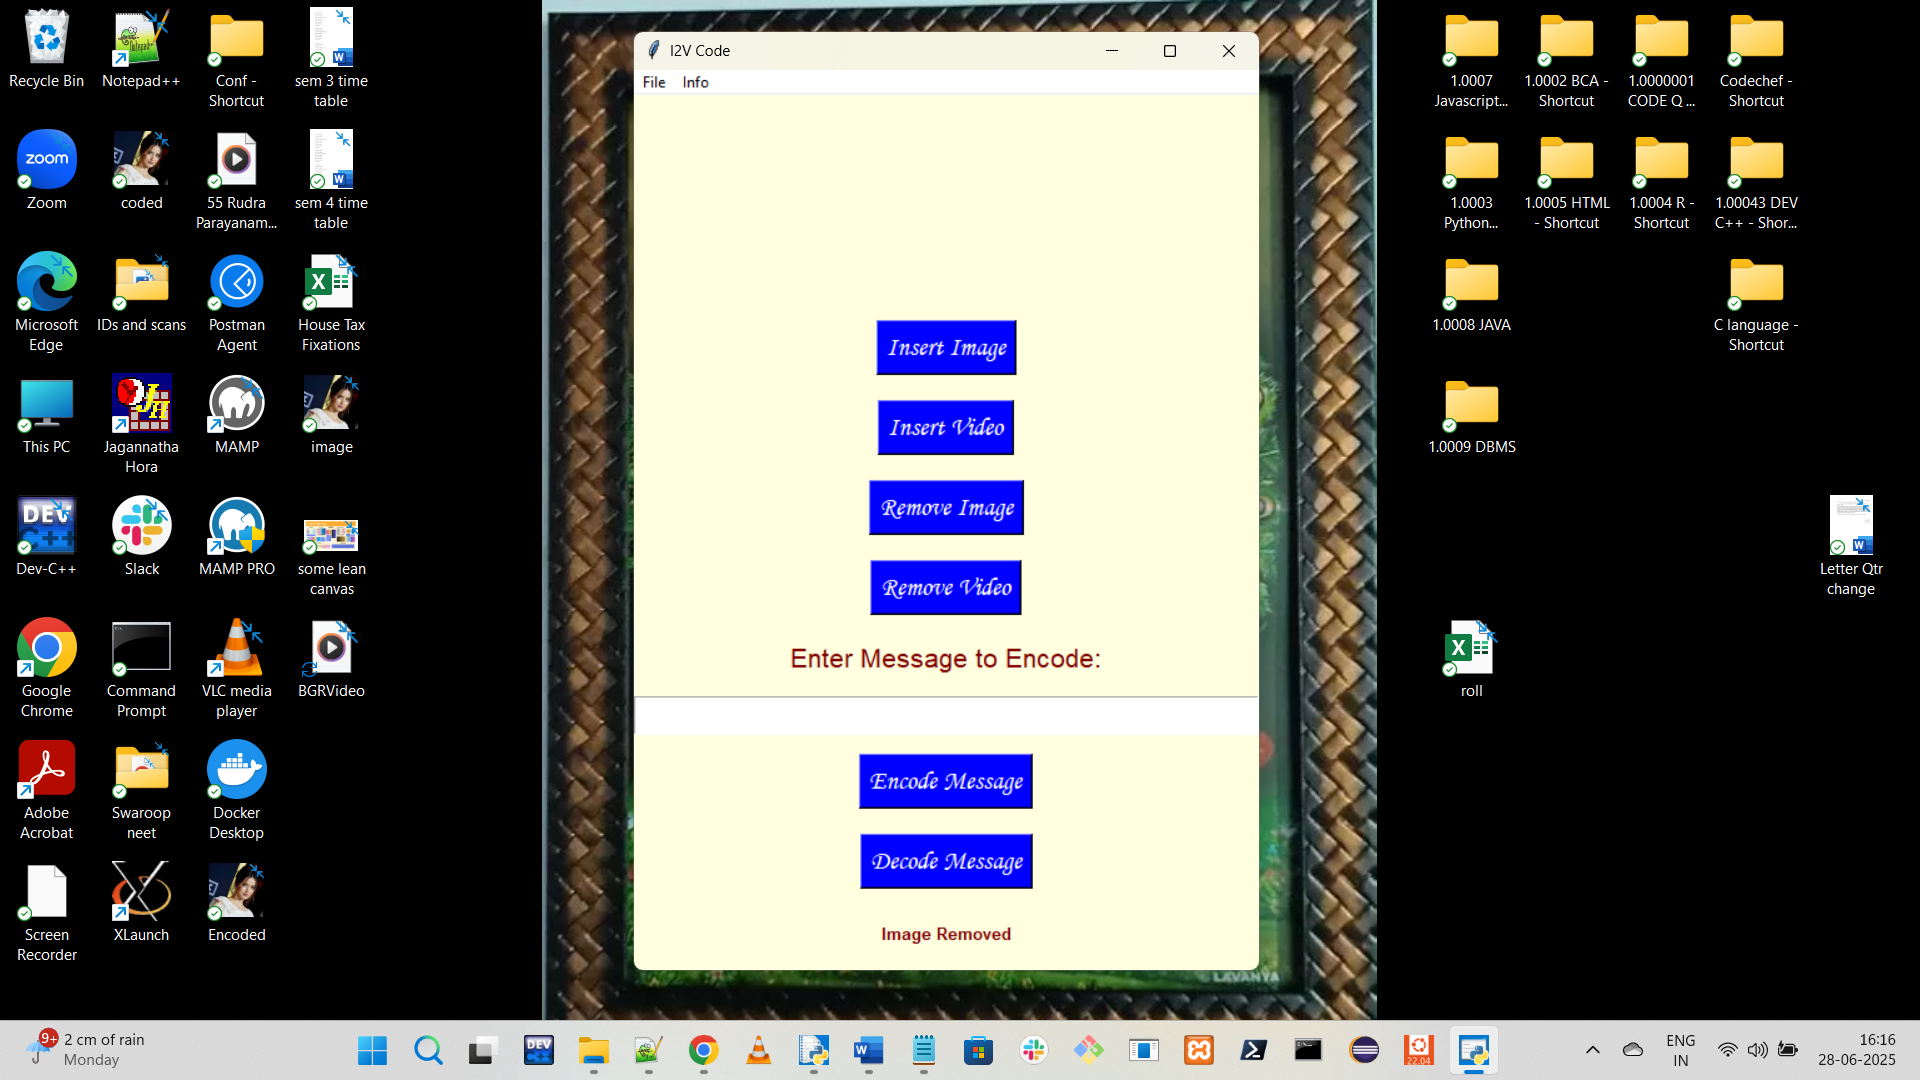 Recycle Bin
Notepad++
Conf -
Shortcut
sem 3 time
table
zoom
Zoom
coded
55 Rudra
Parayanam...
sem 4 time
table
Microsoft
Edge
IDs and scans
Postman
Agent
House Tax
Fixations
This PC
Jagannatha
Hora
MAMP
image
DEV
C++
Dev-C++
Slack
MAMP PRO
some lean
canvas
Google
Chrome
Command
Prompt
VLC media
player
BGRVideo
Adobe
Acrobat
Swaroop
neet
Docker
Desktop
Screen
Recorder
XLaunch
Encoded
I2V Code
File Info
Insert Image
Insert Video
Remove Image
Remove Video
Enter Message to Encode:
Encode Message
Decode Message
Image Removed
LAVANYA
1.0007
Javascript...
1.0002 BCA -
Shortcut
1.0000001
CODE Q ...
Codechef -
Shortcut
1.0003
Python...
1.0005 HTML
- Shortcut
1.0004 R -
Shortcut
1.00043 DEV
C++ - Shor...
1.0008 JAVA
C language -
Shortcut
1.0009 DBMS
Letter Qtr
change
roll
9+
2 cm of rain
Monday
DEV
C++
22.04
ENG
IN
16:16
28-06-2025